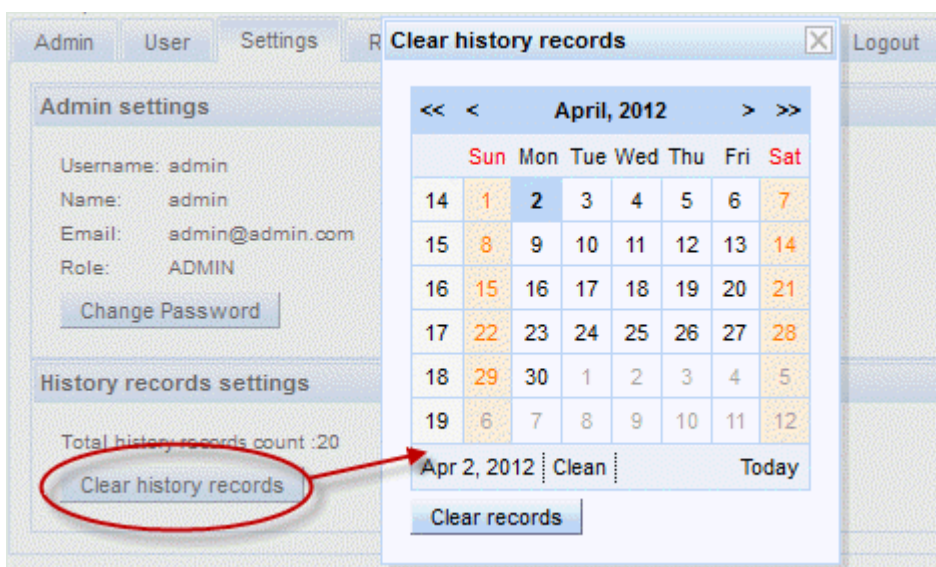 Admin User Settings R Logout
Admin settings
Username: admin
Name: admin
Email: admin@admin.com
Role: ADMIN
Change Password
History records settings
Total history records count :20
Clear history records
Clear history records
<< < April, 2012 > >>
Sun Mon Tue Wed Thu Fri Sat
14 1 2 3 4 5 6 7
15 8 9 10 11 12 13 14
16 15 16 17 18 19 20 21
17 22 23 24 25 26 27 28
18 29 30 1 2 3 4 5
19 6 7 8 9 10 11 12
Apr 2, 2012 Clean Today
Clear records